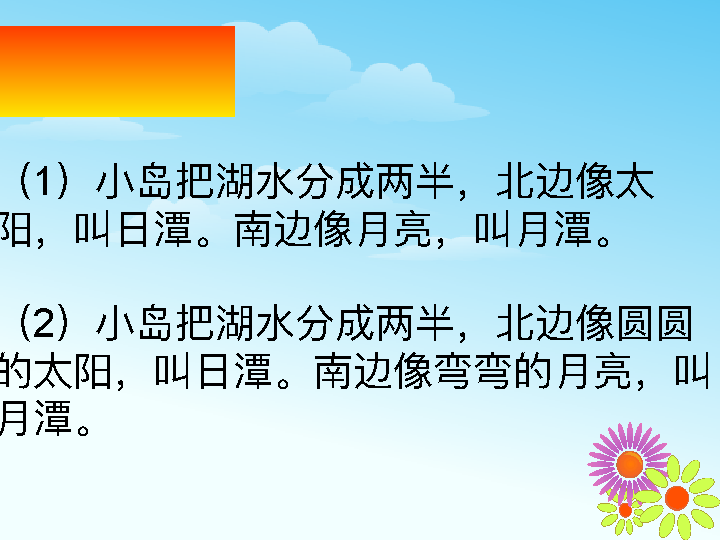 （1）小岛把湖水分成两半，北边像太
阳，叫日潭。南边像月亮，叫月潭。
（2）小岛把湖水分成两半，北边像圆圆
的太阳，叫日潭。南边像弯弯的月亮，叫
月潭。